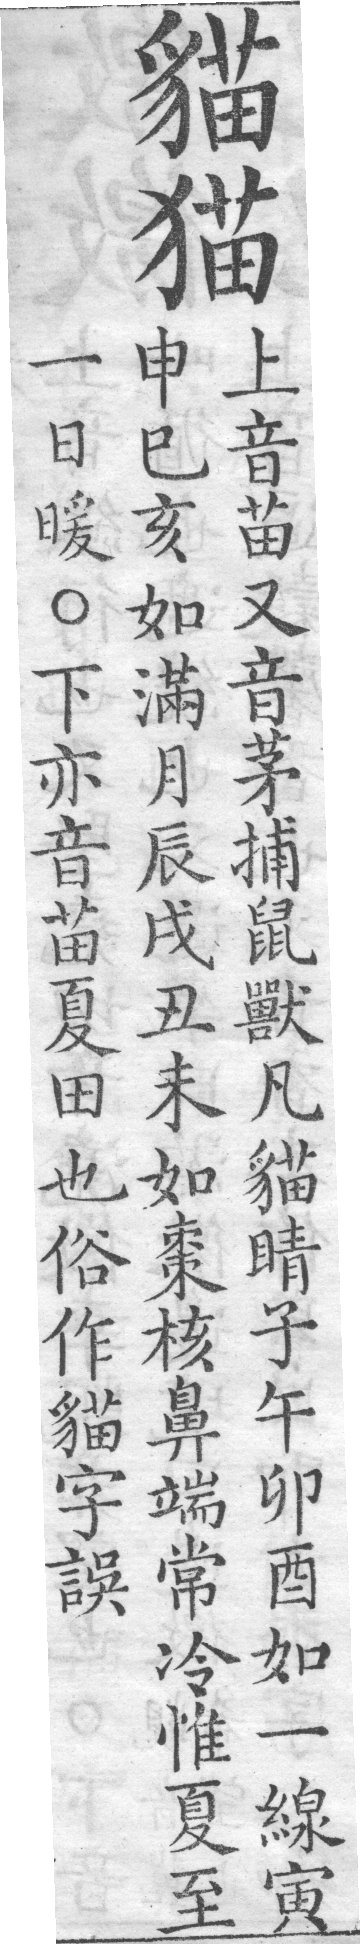 貓猫
上音苗又音茅捕鼠獸凡貓睛子午卯酉如一線寅
申巳亥如滿月辰戌丑未如棗核鼻端常冷惟夏至
一日暖○下亦音苗夏田也俗作貓字誤